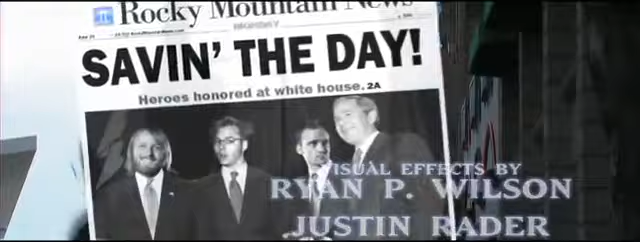 Rocky Mountain News
SAVIN' THE DAY!
Heroes honored at white house. 2A
VISUAL EFFECTS BY
RYAN P. WILSON
JUSTIN RADER